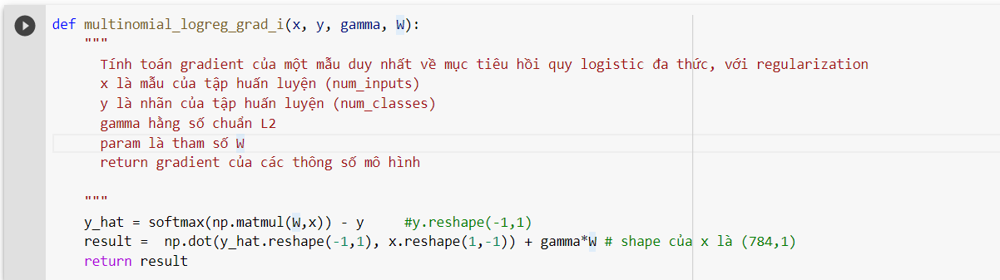 def multinomial_logreg_grad_i(x, y, gamma, W):
"""
Tính toán gradient của một mẫu duy nhất về mục tiêu hồi quy logistic đa thức, với regularization
x là mẫu của tập huấn luyện (num_inputs)
y là nhãn của tập huấn luyện (num_classes)
gamma hằng số chuẩn L2
param là tham số W
return gradient của các thông số mô hình
"""
y_hat = softmax(np.matmul(W,x)) - y     #y.reshape(-1,1)
result =  np.dot(y_hat.reshape(-1,1), x.reshape(1,-1)) + gamma*W # shape của x là (784,1)
return result